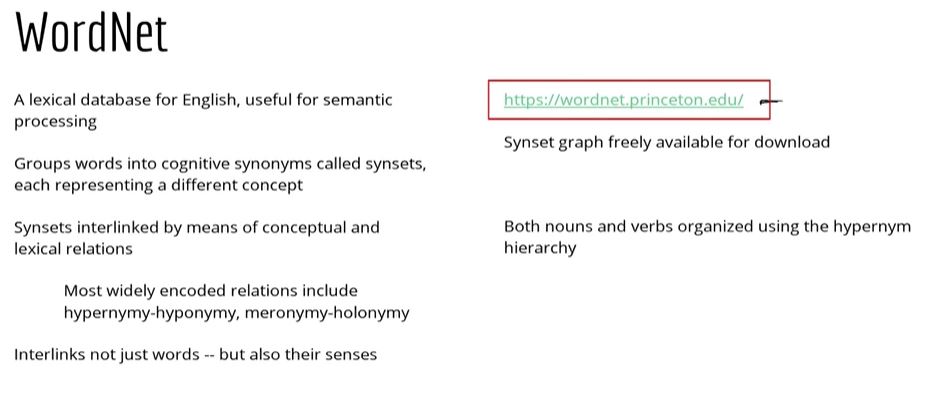 WordNet
A lexical database for English, useful for semantic
processing
Groups words into cognitive synonyms called synsets,
each representing a different concept
Synsets interlinked by means of conceptual and
lexical relations
Most widely encoded relations include
hypernymy-hyponymy, meronymy-holonymy
Interlinks not just words -- but also their senses
https://wordnet.princeton.edu/
Synset graph freely available for download
Both nouns and verbs organized using the hypernym
hierarchy